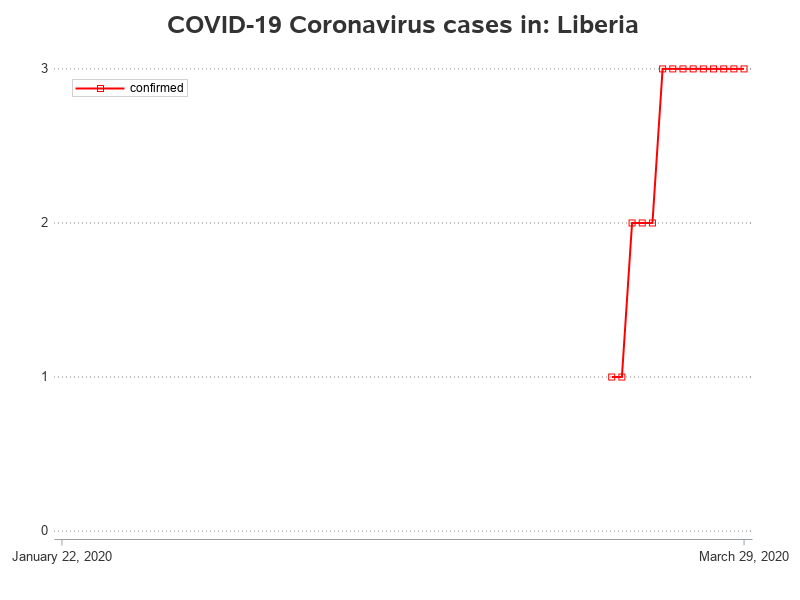 COVID-19 Coronavirus cases in: Liberia
3
confirmed
2
1
0
January 22, 2020
March 29, 2020